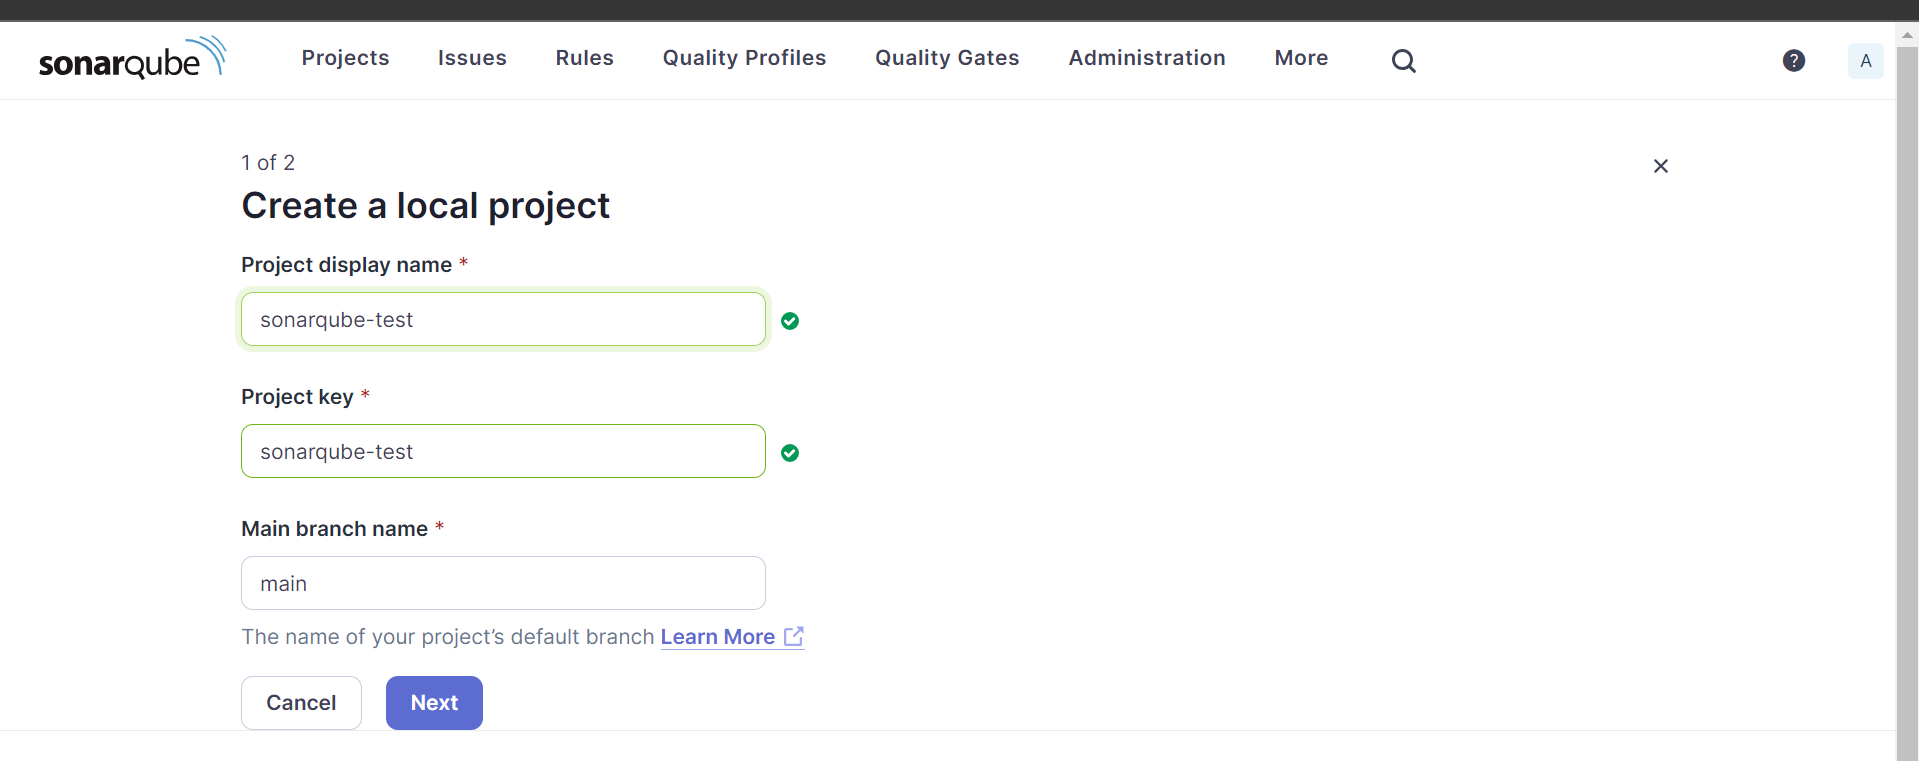 sonarqube Projects Issues Rules Quality Profiles Quality Gates Administration More ? A
1 of 2
Create a local project
Project display name *
sonarqube-test
Project key *
sonarqube-test
Main branch name *
main
The name of your project’s default branch Learn More
Cancel Next